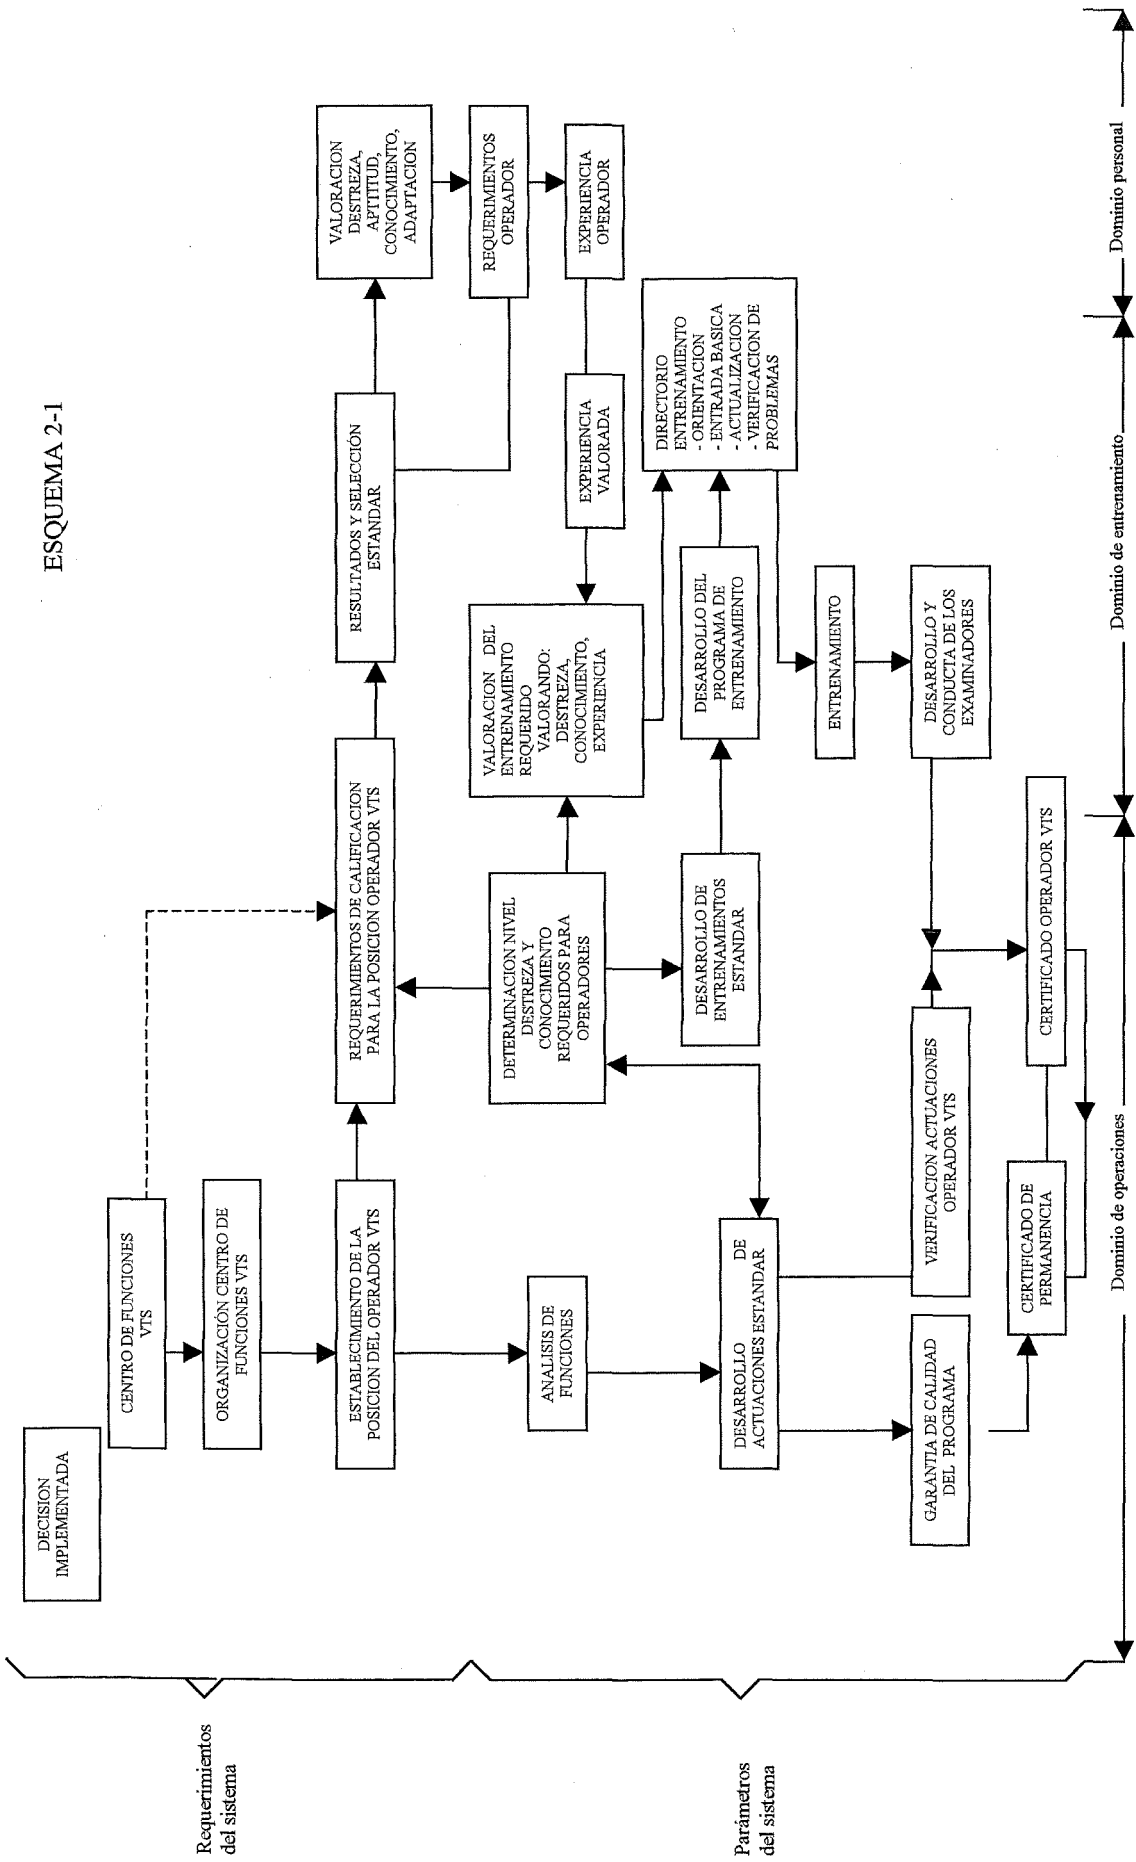 ESQUEMA 2-1
Requerimientos
del sistema
Parámetros
del sistema
DECISION
IMPLEMENTADA
CENTRO DE FUNCIONES
VTS
ORGANIZACIÓN CENTRO DE
FUNCIONES VTS
ESTABLECIMIENTO DE LA
POSICION DEL OPERADOR VTS
REQUERIMIENTOS DE CALIFICACION
PARA LA POSICION OPERADOR VTS
RESULTADOS Y SELECCIÓN
ESTANDAR
VALORACION
DESTREZA,
APTITUD,
CONOCIMIENTO,
ADAPTACION
REQUERIMIENTOS
OPERADOR
EXPERIENCIA
OPERADOR
EXPERIENCIA
VALORADA
ANALISIS DE
FUNCIONES
DETERMINACION NIVEL
DESTREZA Y
CONOCIMIENTO
REQUERIDOS PARA
OPERADORES
VALORACION DEL
ENTRENAMIENTO
REQUERIDO
VALORANDO:
DESTREZA,
CONOCIMIENTO,
EXPERIENCIA
DIRECTORIO
ENTRENAMIENTO
- ORIENTACION
- ENTRADA BASICA
- ACTUALIZACION
- VERIFICACION DE
PROBLEMAS
DESARROLLO DE
ACTUACIONES ESTANDAR
DESARROLLO DE
ENTRENAMIENTOS
ESTANDAR
DESARROLLO DEL
PROGRAMA DE
ENTRENAMIENTO
ENTRENAMIENTO
GARANTIA DE CALIDAD
DEL PROGRAMA
VERIFICACION ACTUACIONES
OPERADOR VTS
DESARROLLO Y
CONDUCTA DE LOS
EXAMINADORES
CERTIFICADO DE
PERMANENCIA
CERTIFICADO OPERADOR VTS
Dominio de operaciones
Dominio de entrenamiento
Dominio personal